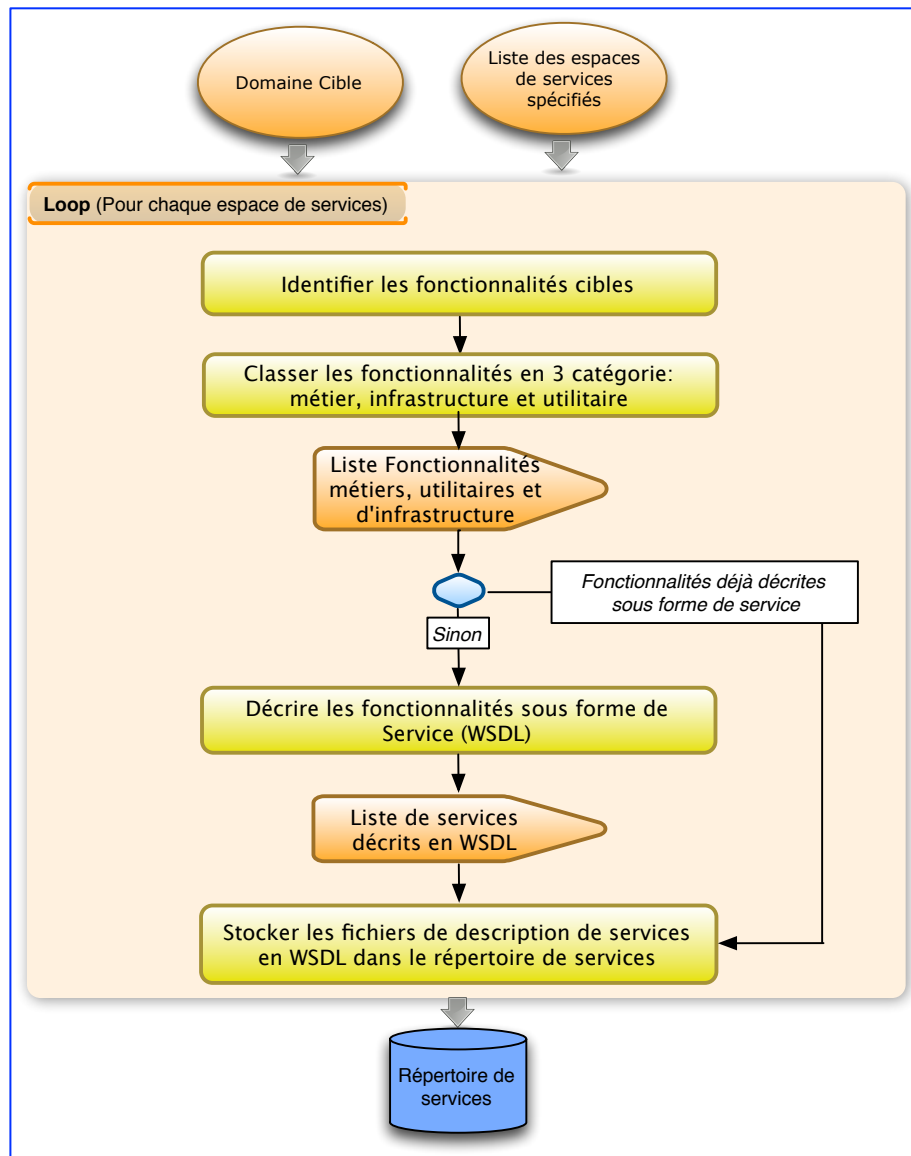 Domaine Cible
Liste des espaces
de services
spécifiés
Loop (Pour chaque espace de services)
Identifier les fonctionnalités cibles
Classer les fonctionnalités en 3 catégorie:
métier, infrastructure et utilitaire
Liste Fonctionnalités
métiers, utilitaires et
d'infrastructure
Fonctionnalités déjà décrites
sous forme de service
Sinon
Décrire les fonctionnalités sous forme de
Service (WSDL)
Liste de services
décrits en WSDL
Stocker les fichiers de description de services
en WSDL dans le répertoire de services
Répertoire de
services